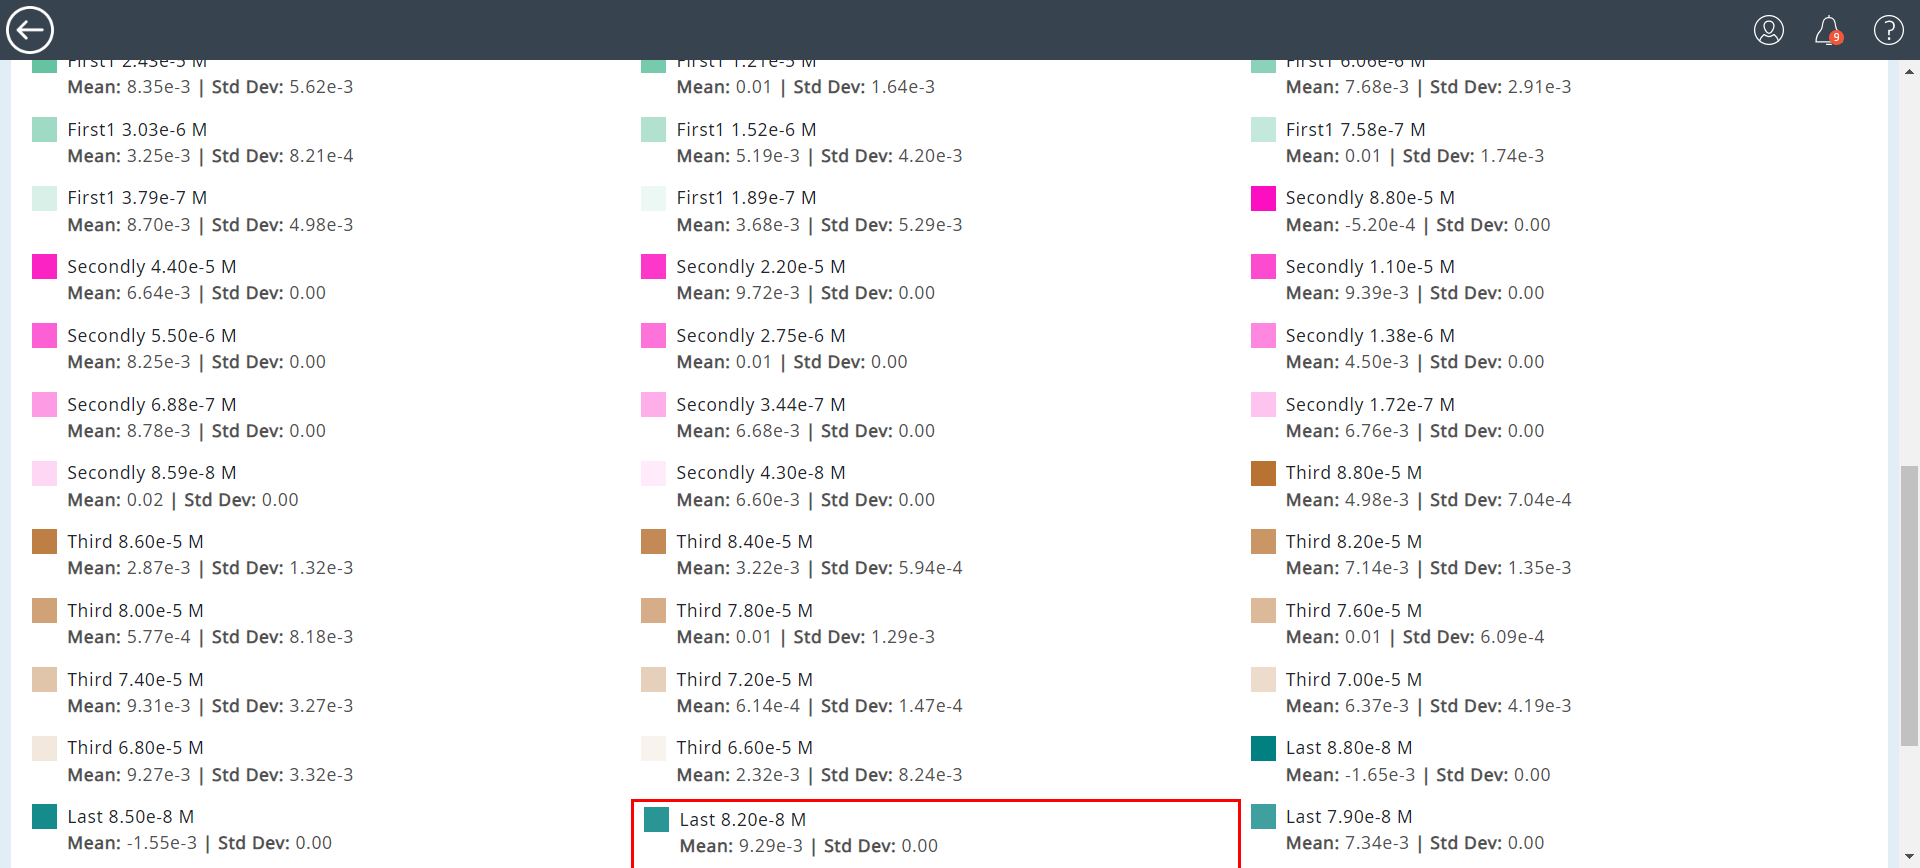 9
First1 2.43e-5 M
Mean: 8.35e-3 | Std Dev: 5.62e-3
First1 1.21e-5 M
Mean: 0.01 | Std Dev: 1.64e-3
First1 6.06e-6 M
Mean: 7.68e-3 | Std Dev: 2.91e-3
First1 3.03e-6 M
Mean: 3.25e-3 | Std Dev: 8.21e-4
First1 1.52e-6 M
Mean: 5.19e-3 | Std Dev: 4.20e-3
First1 7.58e-7 M
Mean: 0.01 | Std Dev: 1.74e-3
First1 3.79e-7 M
Mean: 8.70e-3 | Std Dev: 4.98e-3
First1 1.89e-7 M
Mean: 3.68e-3 | Std Dev: 5.29e-3
Secondly 8.80e-5 M
Mean: -5.20e-4 | Std Dev: 0.00
Secondly 4.40e-5 M
Mean: 6.64e-3 | Std Dev: 0.00
Secondly 2.20e-5 M
Mean: 9.72e-3 | Std Dev: 0.00
Secondly 1.10e-5 M
Mean: 9.39e-3 | Std Dev: 0.00
Secondly 5.50e-6 M
Mean: 8.25e-3 | Std Dev: 0.00
Secondly 2.75e-6 M
Mean: 0.01 | Std Dev: 0.00
Secondly 1.38e-6 M
Mean: 4.50e-3 | Std Dev: 0.00
Secondly 6.88e-7 M
Mean: 8.78e-3 | Std Dev: 0.00
Secondly 3.44e-7 M
Mean: 6.68e-3 | Std Dev: 0.00
Secondly 1.72e-7 M
Mean: 6.76e-3 | Std Dev: 0.00
Secondly 8.59e-8 M
Mean: 0.02 | Std Dev: 0.00
Secondly 4.30e-8 M
Mean: 6.60e-3 | Std Dev: 0.00
Third 8.80e-5 M
Mean: 4.98e-3 | Std Dev: 7.04e-4
Third 8.60e-5 M
Mean: 2.87e-3 | Std Dev: 1.32e-3
Third 8.40e-5 M
Mean: 3.22e-3 | Std Dev: 5.94e-4
Third 8.20e-5 M
Mean: 7.14e-3 | Std Dev: 1.35e-3
Third 8.00e-5 M
Mean: 5.77e-4 | Std Dev: 8.18e-3
Third 7.80e-5 M
Mean: 0.01 | Std Dev: 1.29e-3
Third 7.60e-5 M
Mean: 0.01 | Std Dev: 6.09e-4
Third 7.40e-5 M
Mean: 9.31e-3 | Std Dev: 3.27e-3
Third 7.20e-5 M
Mean: 6.14e-4 | Std Dev: 1.47e-4
Third 7.00e-5 M
Mean: 6.37e-3 | Std Dev: 4.19e-3
Third 6.80e-5 M
Mean: 9.27e-3 | Std Dev: 3.32e-3
Third 6.60e-5 M
Mean: 2.32e-3 | Std Dev: 8.24e-3
Last 8.80e-8 M
Mean: -1.65e-3 | Std Dev: 0.00
Last 8.50e-8 M
Mean: -1.55e-3 | Std Dev: 0.00
Last 8.20e-8 M
Mean: 9.29e-3 | Std Dev: 0.00
Last 7.90e-8 M
Mean: 7.34e-3 | Std Dev: 0.00